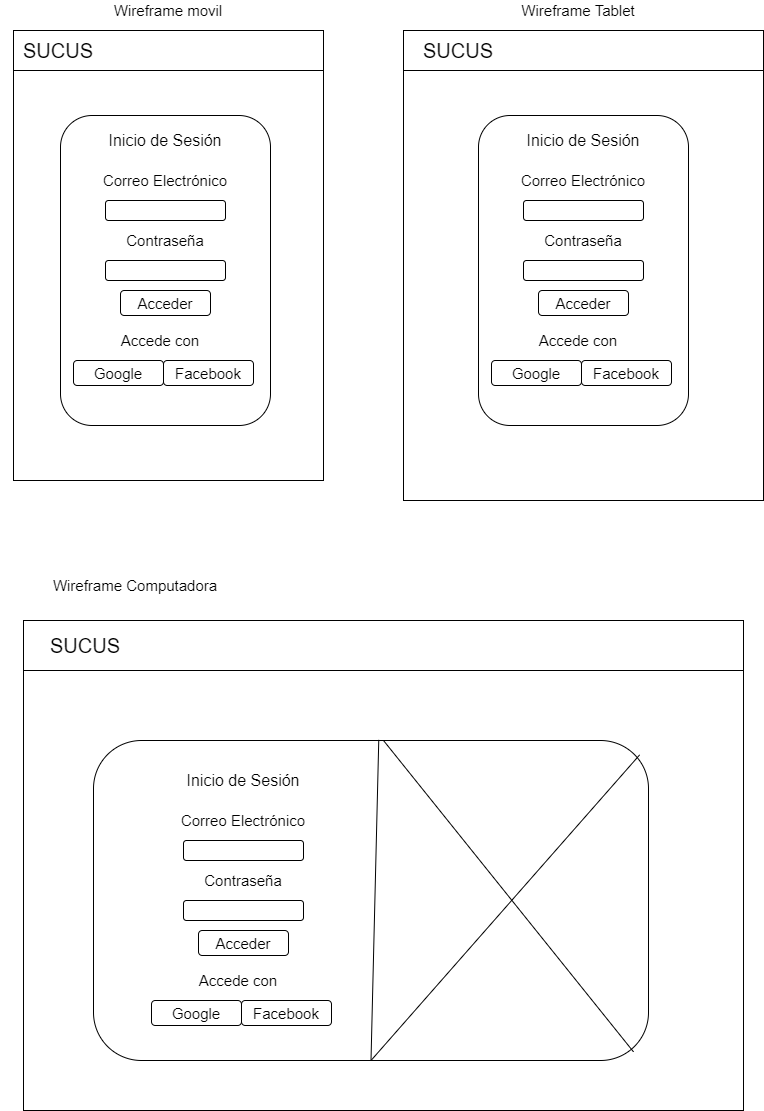 Wireframe movil
SUCUS
Inicio de Sesión
Correo Electrónico
Contraseña
Acceder
Accede con
Google Facebook
Wireframe Tablet
SUCUS
Inicio de Sesión
Correo Electrónico
Contraseña
Acceder
Accede con
Google Facebook
Wireframe Computadora
SUCUS
Inicio de Sesión
Correo Electrónico
Contraseña
Acceder
Accede con
Google Facebook